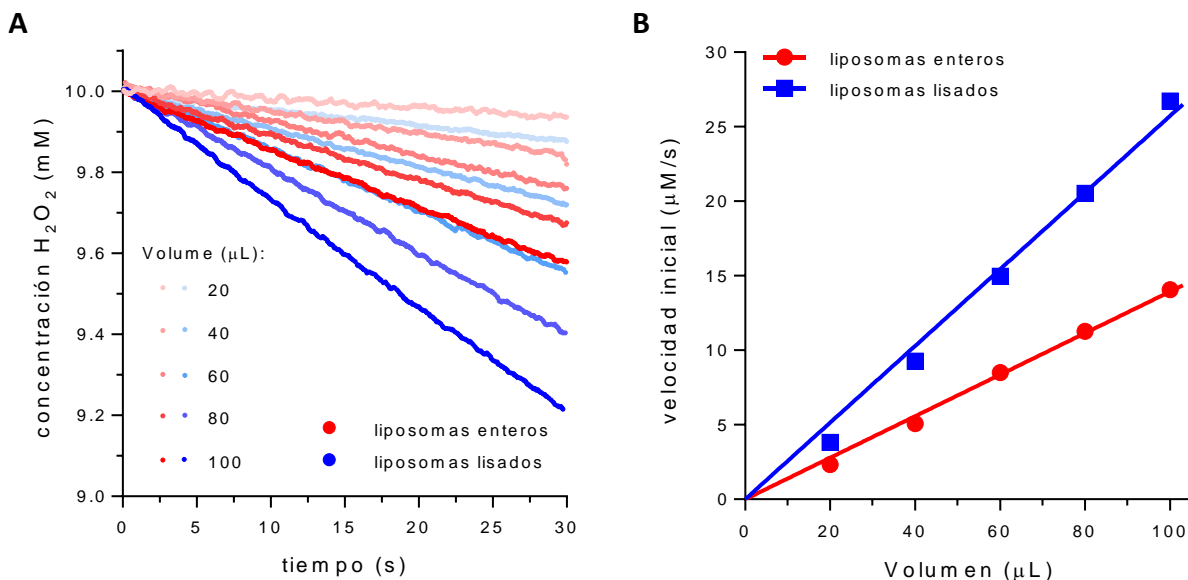 A
concentración H2O2 (mM)
10.0
9.8
9.6
9.4
9.2
9.0
Volume (μL):
20
40
60
80
100
liposomas enteros
liposomas lisados
0
5
10
15
20
25
30
tiempo (s)
B
velocidad inicial (μM/s)
30
25
20
15
10
5
0
liposomas enteros
liposomas lisados
0
20
40
60
80
100
Volumen (μL)